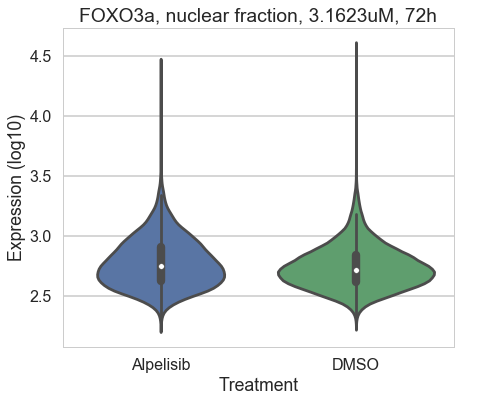 FOXO3a, nuclear fraction, 3.1623uM, 72h
Expression (log10)
4.5
4.0
3.5
3.0
2.5
Alpelisib
DMSO
Treatment